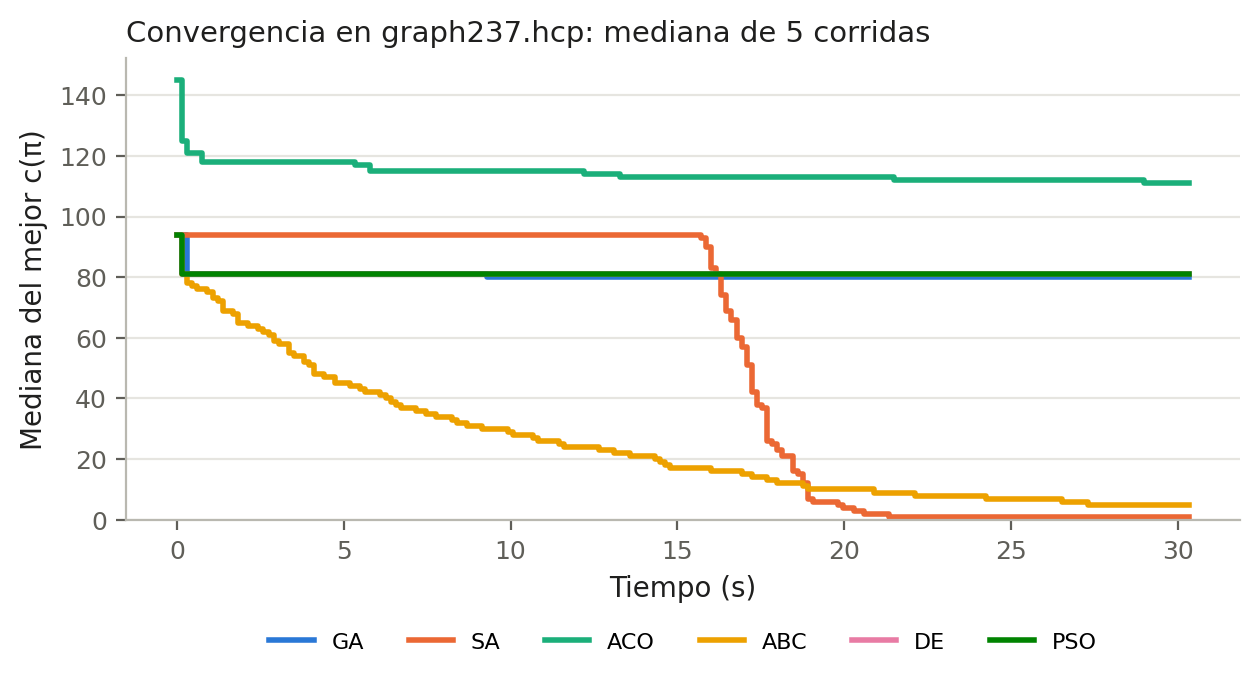 Convergencia en graph237.hcp: mediana de 5 corridas
Mediana del mejor c(π)
140
120
100
80
60
40
20
0
0 5 10 15 20 25 30
Tiempo (s)
GA SA ACO ABC DE PSO